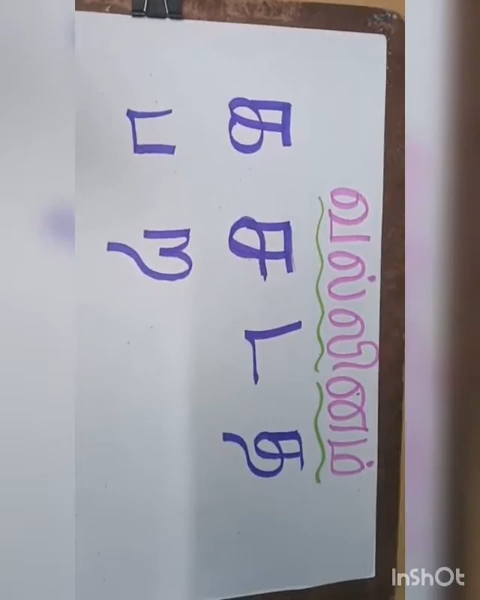 வல்லினம்
க ச ட த
ப ற
InShOt